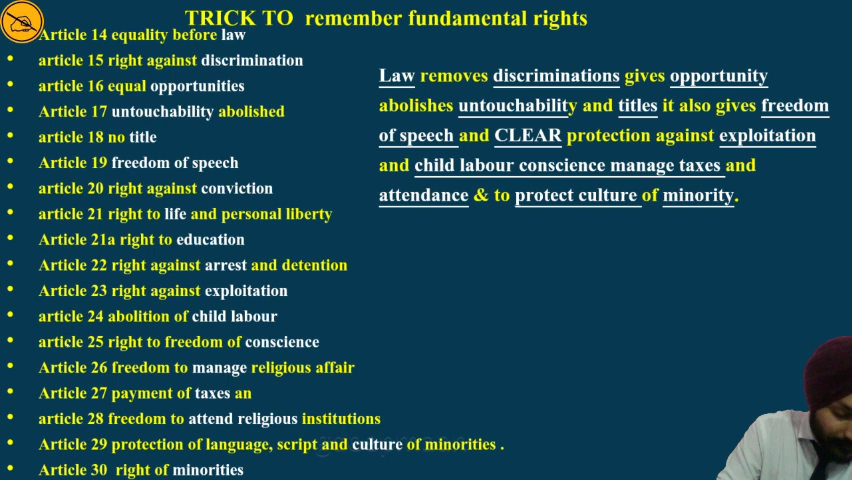 TRICK TO remember fundamental rights
Article 14 equality before law
article 15 right against discrimination
article 16 equal opportunities
Article 17 untouchability abolished
article 18 no title
Article 19 freedom of speech
article 20 right against conviction
article 21 right to life and personal liberty
Article 21a right to education
Article 22 right against arrest and detention
Article 23 right against exploitation
article 24 abolition of child labour
article 25 right to freedom of conscience
Article 26 freedom to manage religious affair
Article 27 payment of taxes an
article 28 freedom to attend religious institutions
Article 29 protection of language, script and culture of minorities .
Article 30 right of minorities
Law removes discriminations gives opportunity
abolishes untouchability and titles it also gives freedom
of speech and CLEAR protection against exploitation
and child labour conscience manage taxes and
attendance & to protect culture of minority.